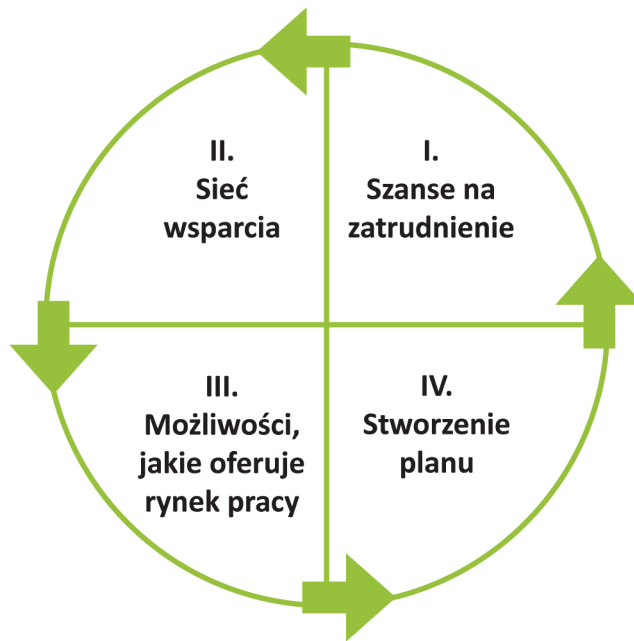 I.
Szanse na
zatrudnienie
II.
Sieć
wsparcia
III.
Możliwości,
jakie oferuje
rynek pracy
IV.
Stworzenie
planu